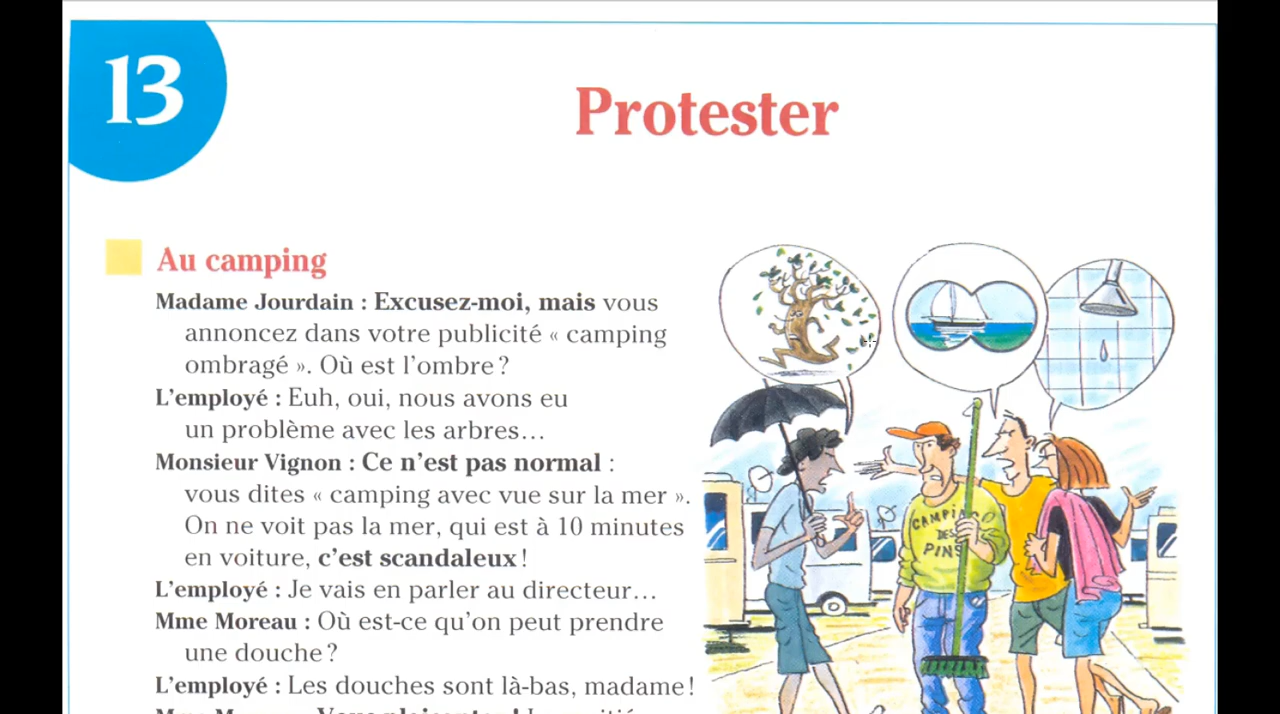 13
Protester
Au camping
Madame Jourdain : Excusez-moi, mais vous
annoncez dans votre publicité « camping
ombragé ». Où est l'ombre ?
L'employé : Euh, oui, nous avons eu
un problème avec les arbres...
Monsieur Vignon : Ce n'est pas normal :
vous dites « camping avec vue sur la mer ».
On ne voit pas la mer, qui est à 10 minutes
en voiture, c'est scandaleux !
L'employé : Je vais en parler au directeur...
Mme Moreau : Où est-ce qu'on peut prendre
une douche ?
L'employé : Les douches sont là-bas, madame !
CAMPING
DES
PINS